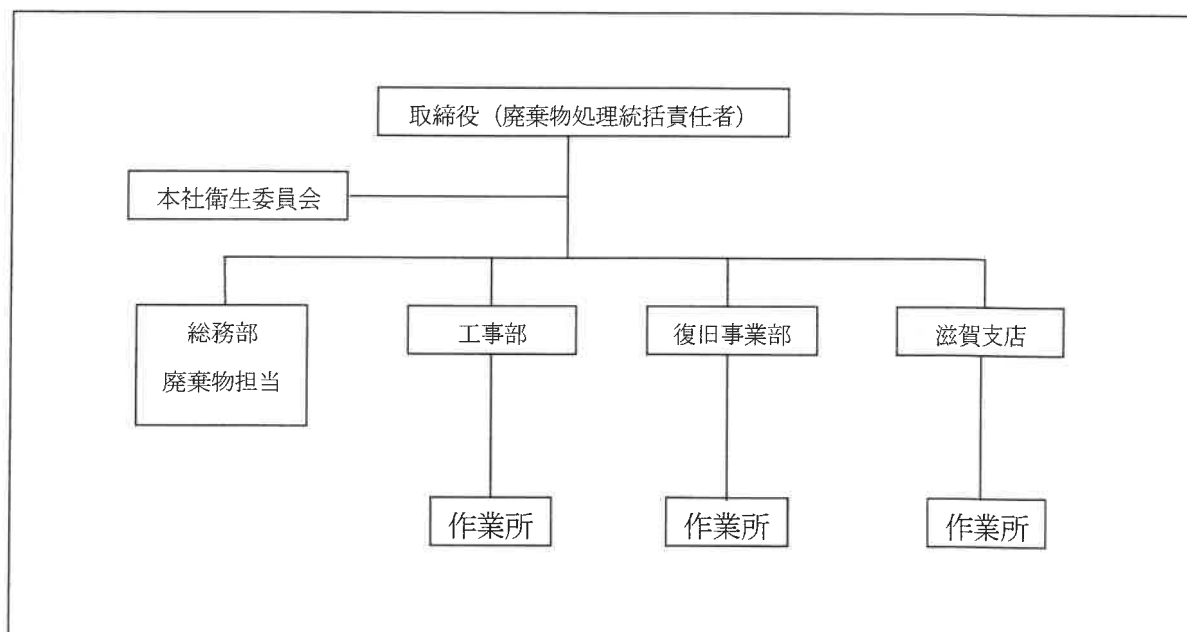 取締役（廃棄物処理統括責任者）
本社衛生委員会
総務部
廃棄物担当
工事部
復旧事業部
滋賀支店
作業所
作業所
作業所